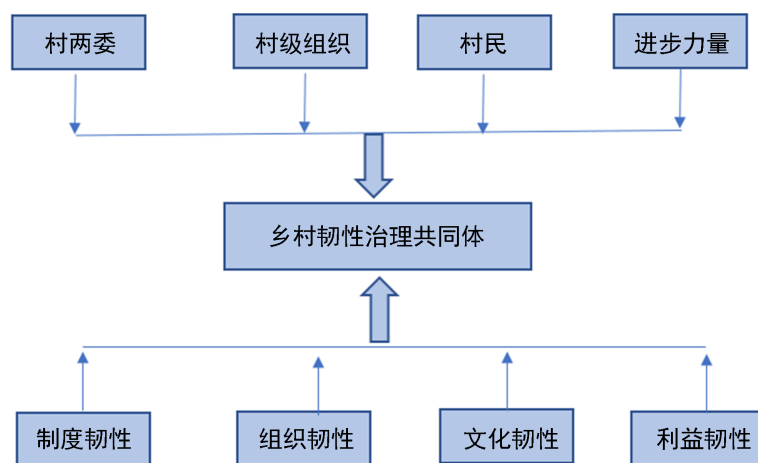 村两委
村级组织
村民
进步力量
乡村韧性治理共同体
制度韧性
组织韧性
文化韧性
利益韧性